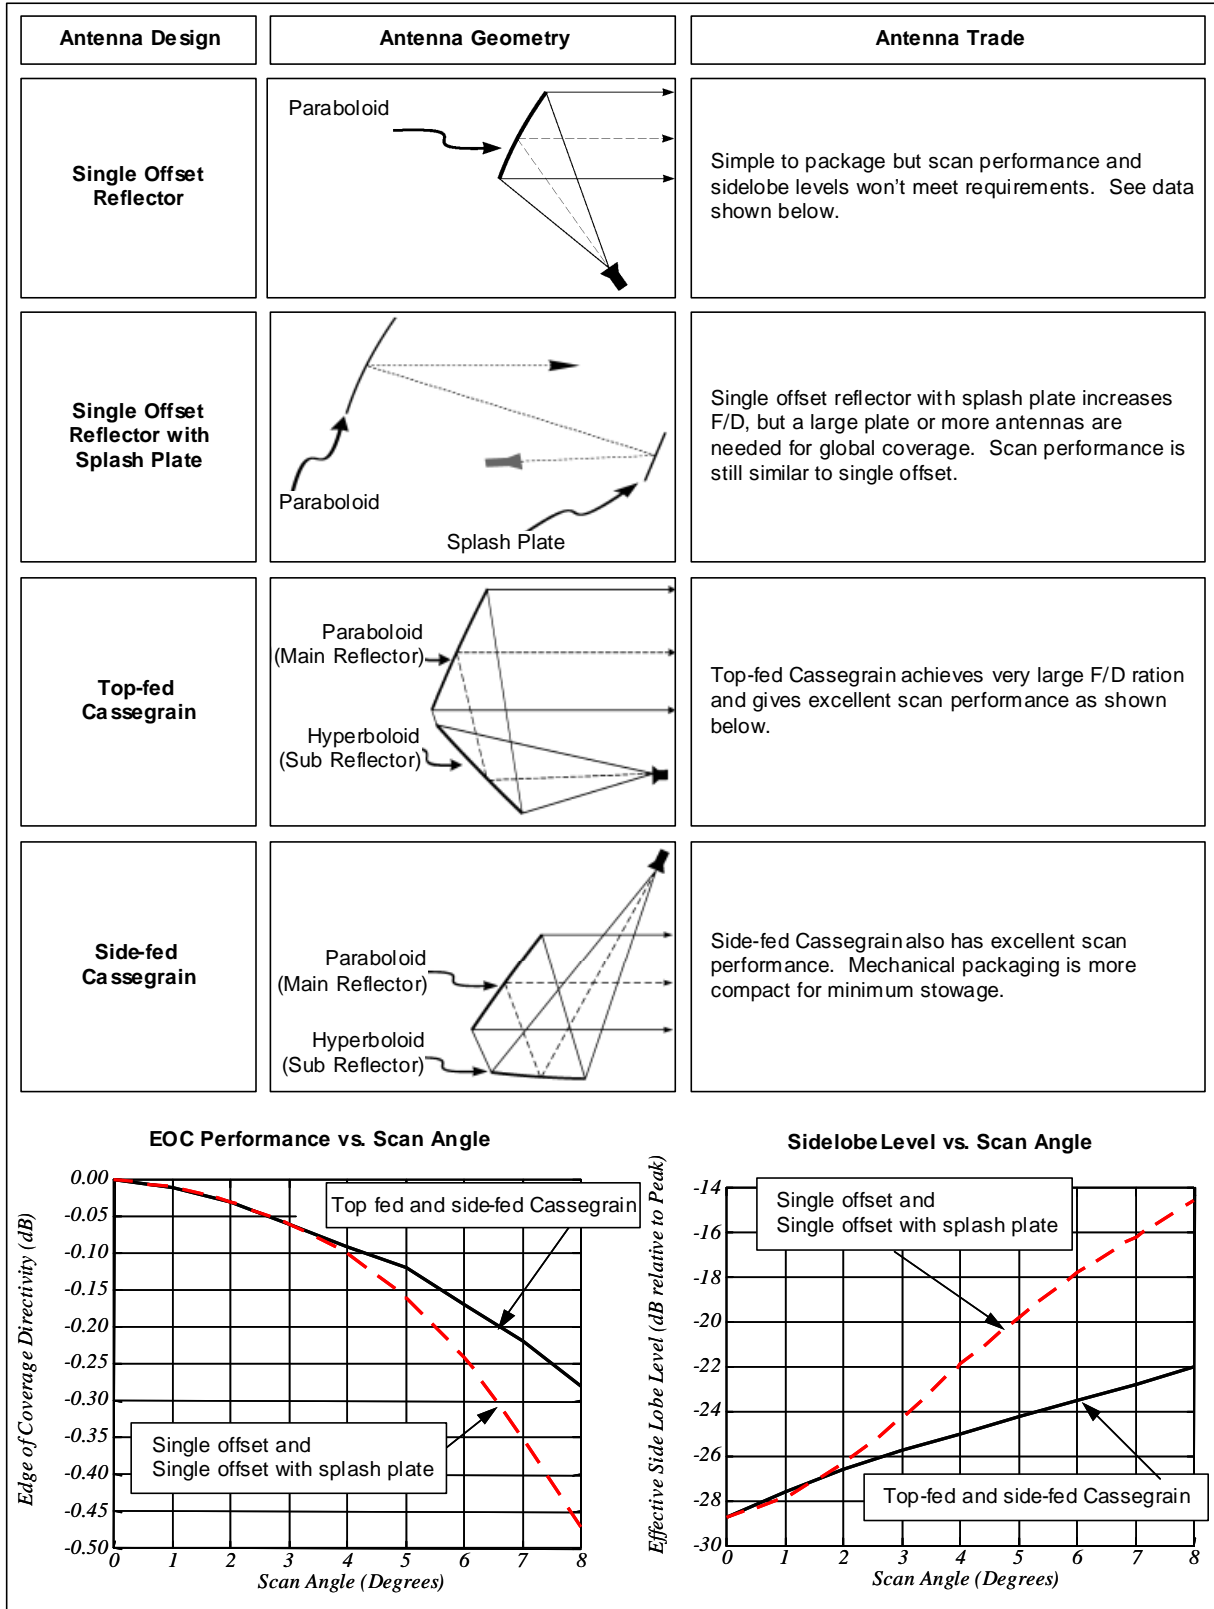 Antenna Design
Antenna Geometry
Antenna Trade
Single Offset
Reflector
Paraboloid
Simple to package but scan performance and
sidelobe levels won't meet requirements. See data
shown below.
Single Offset
Reflector with
Splash Plate
Paraboloid
Splash Plate
Single offset reflector with splash plate increases
F/D, but a large plate or more antennas are
needed for global coverage. Scan performance is
still similar to single offset.
Top-fed
Cassegrain
Paraboloid
(Main Reflector)
Hyperboloid
(Sub Reflector)
Top-fed Cassegrain achieves very large F/D ration
and gives excellent scan performance as shown
below.
Side-fed
Cassegrain
Paraboloid
(Main Reflector)
Hyperboloid
(Sub Reflector)
Side-fed Cassegrain also has excellent scan
performance. Mechanical packaging is more
compact for minimum stowage.
EOC Performance vs. Scan Angle
Edge of Coverage Directivity (dB)
0.00
-0.05
-0.10
-0.15
-0.20
-0.25
-0.30
-0.35
-0.40
-0.45
-0.50
Top fed and side-fed Cassegrain
Single offset and
Single offset with splash plate
0 1 2 3 4 5 6 7 8
Scan Angle (Degrees)
Sidelobe Level vs. Scan Angle
Effective Side Lobe Level (dB relative to Peak)
-14
-16
-18
-20
-22
-24
-26
-28
-30
Single offset and
Single offset with splash plate
Top-fed and side-fed Cassegrain
0 1 2 3 4 5 6 7 8
Scan Angle (Degrees)